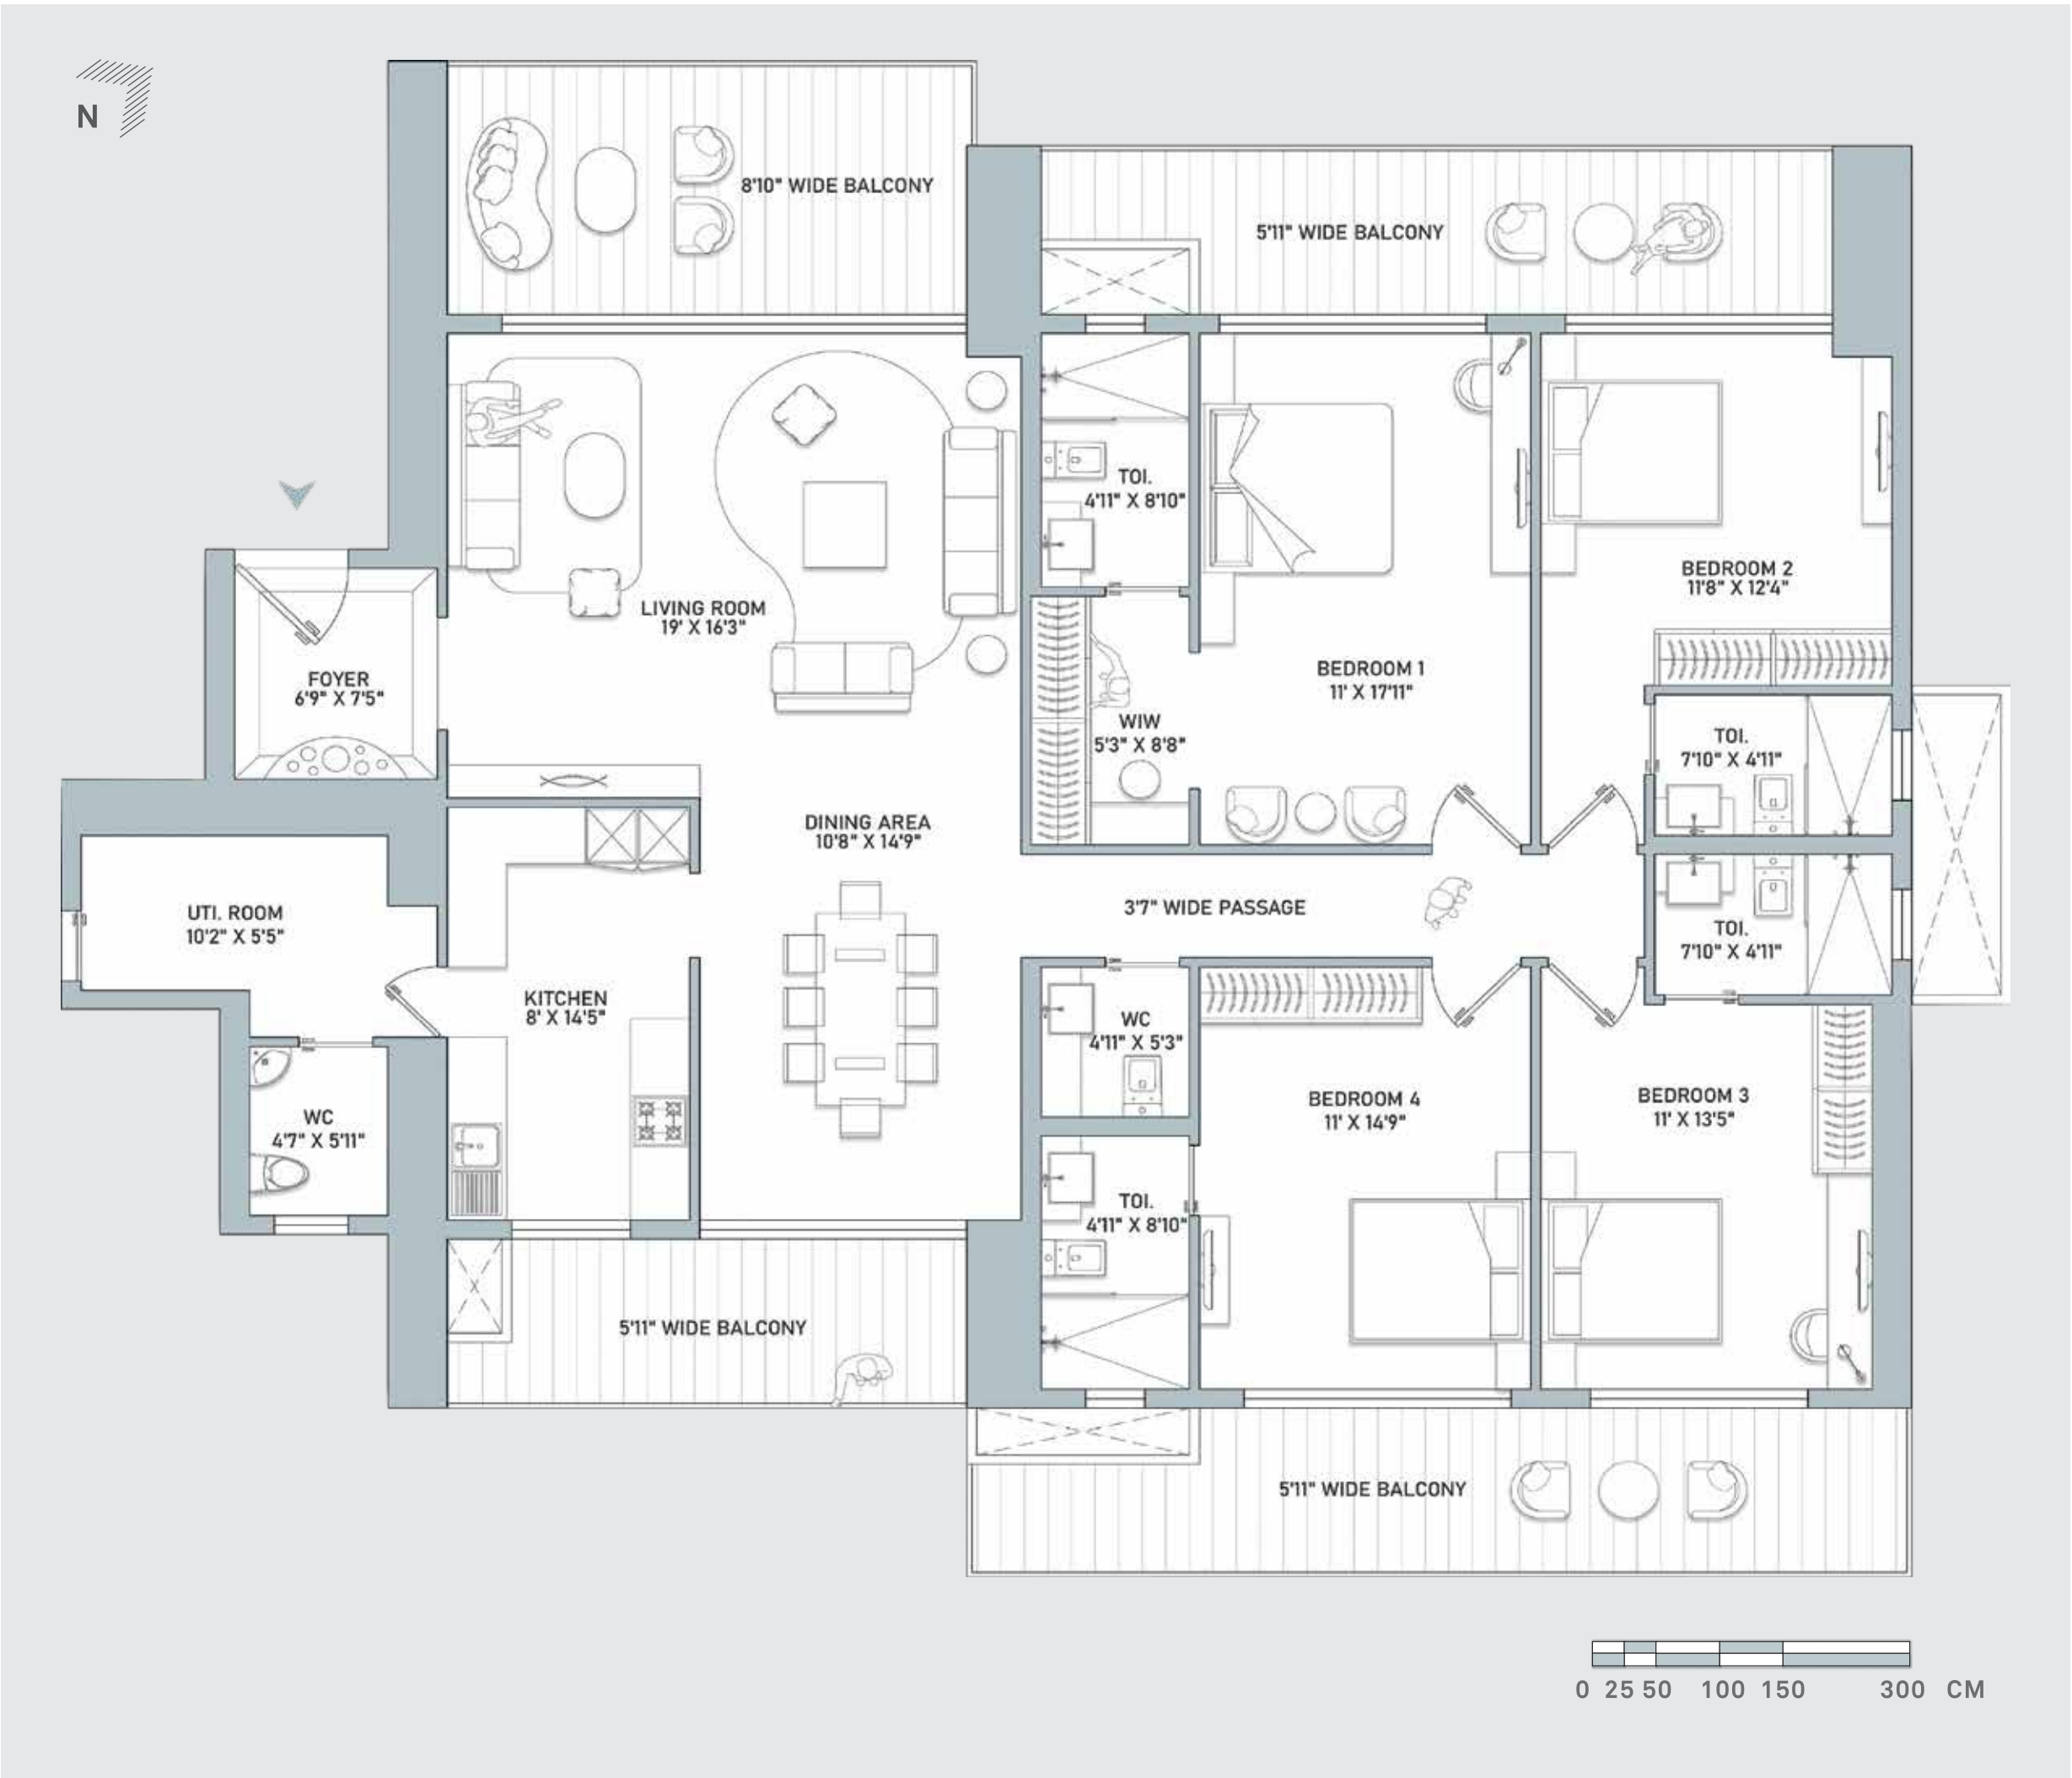 N
8'10" WIDE BALCONY
5'11" WIDE BALCONY
TOI.
4'11" X 8'10"
BEDROOM 2
11'8" X 12'4"
LIVING ROOM
19' X 16'3"
FOYER
6'9" X 7'5"
BEDROOM 1
11' X 17'11"
WIW
5'3" X 8'8"
TOI.
7'10" X 4'11"
DINING AREA
10'8" X 14'9"
UTI. ROOM
10'2" X 5'5"
3'7" WIDE PASSAGE
TOI.
7'10" X 4'11"
KITCHEN
8' X 14'5"
WC
4'11" X 5'3"
BEDROOM 4
11' X 14'9"
BEDROOM 3
11' X 13'5"
WC
4'7" X 5'11"
TOI.
4'11" X 8'10"
5'11" WIDE BALCONY
5'11" WIDE BALCONY
0 25 50 100 150 300 CM